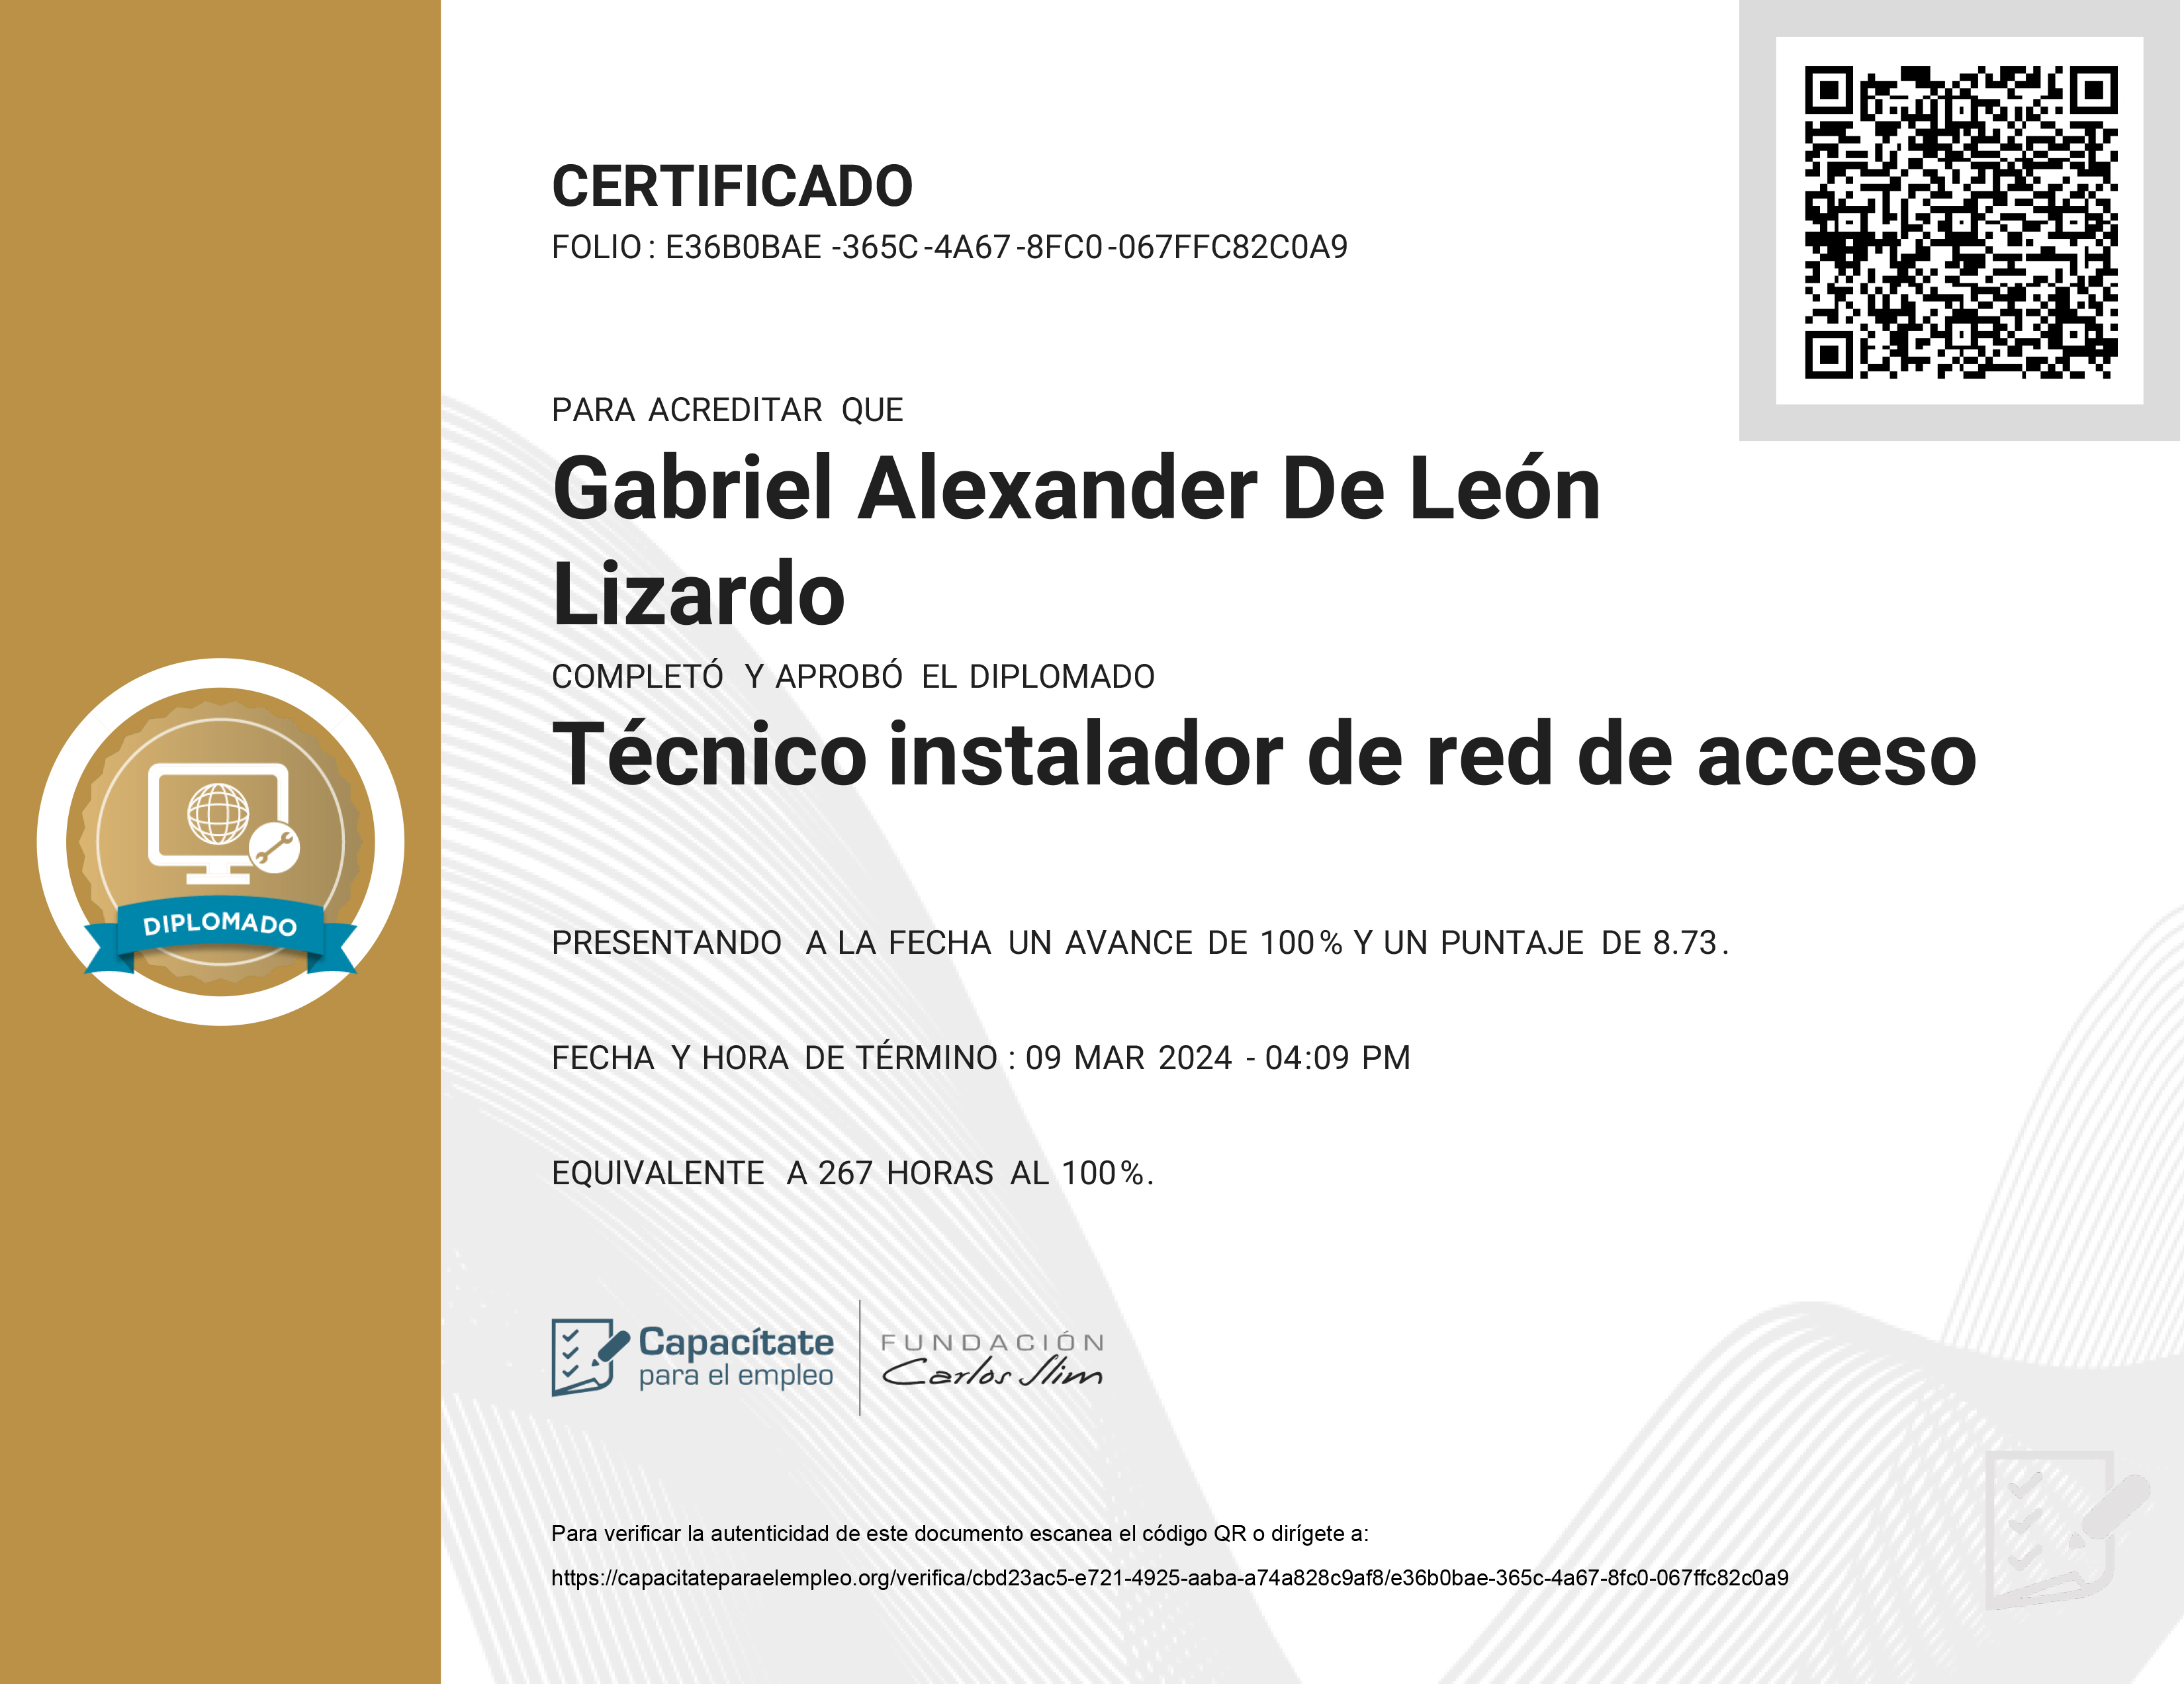 CERTIFICADO
FOLIO : E36B0BAE -365C -4A67 -8FC0 -067FFC82C0A9
PARA ACREDITAR QUE
Gabriel Alexander De León
Lizardo
COMPLETÓ Y APROBÓ EL DIPLOMADO
Técnico instalador de red de acceso
DIPLOMADO
PRESENTANDO A LA FECHA UN AVANCE DE 100% Y UN PUNTAJE DE 8.73.
FECHA Y HORA DE TÉRMINO : 09 MAR 2024 - 04:09 PM
EQUIVALENTE A 267 HORAS AL 100%.
Capacítate
para el empleo
FUNDACIÓN
Carlos Slim
Para verificar la autenticidad de este documento escanea el código QR o dirígete a:
https://capacitateparaelempleo.org/verifica/cbd23ac5-e721-4925-aaba-a74a828c9af8/e36b0bae-365c-4a67-8fc0-067ffc82c0a9